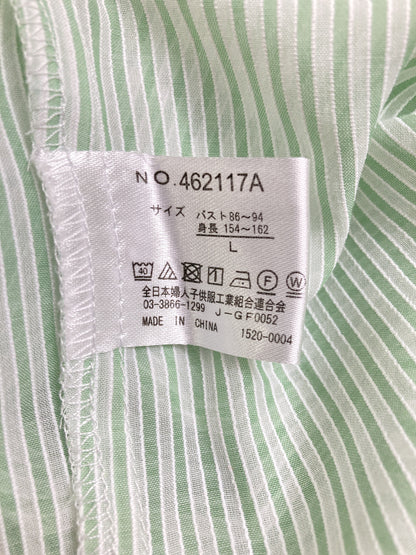 NO.462117A
サイズ バスト86～94
身長 154～162
L
40 F W
全日本婦人子供服工業組合連合会
03-3866-1299 J-GF0052
MADE IN CHINA 1520-0004